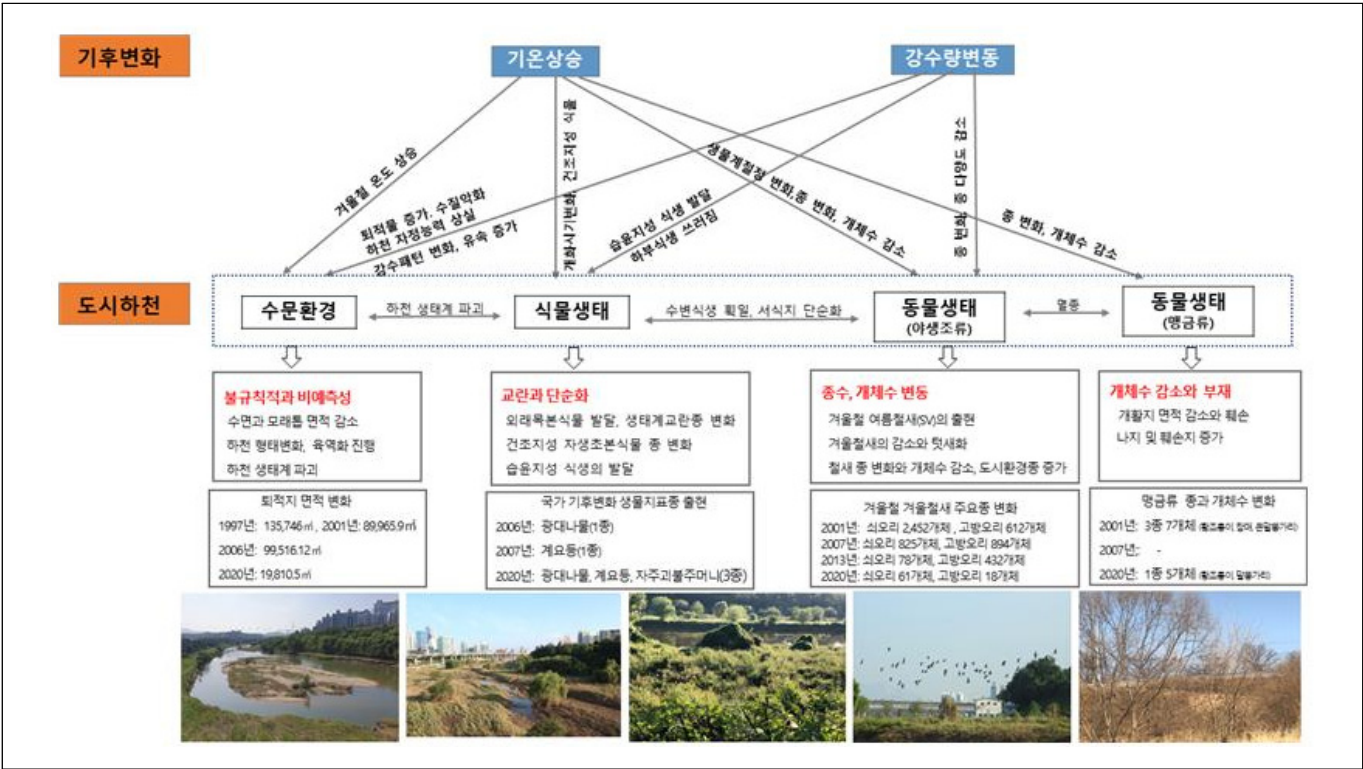 기후변화
기온상승
강수량변동
겨울철 온도 상승
퇴적물 증가, 수질악화
하천 자정능력 상실
강수패턴 변화, 유속 증가
개화시기변화, 건조지성 식물
습윤지성 식생 발달
하부식생 쓰러짐
생물계절성 변화,종 변화, 개체수 감소
종 변화, 종 다양도 감소
종 변화, 개체수 감소
도시하천
수문환경
하천 생태계 파괴
식물생태
수변식생 획일, 서식지 단순화
동물생태
(야생조류)
멸종
동물생태
(맹금류)
불규칙적과 비예측성
수면과 모래톱 면적 감소
하천 형태변화, 육역화 진행
하천 생태계 파괴
교란과 단순화
외래목본식물 발달, 생태계교란종 변화
건조지성 자생초본식물 종 변화
습윤지성 식생의 발달
종수, 개체수 변동
겨울철 여름철새(SV)의 출현
겨울철새의 감소와 텃새화
철새 종 변화와 개체수 감소, 도시환경종 증가
개체수 감소와 부재
개활지 면적 감소와 훼손
나지 및 훼손지 증가
퇴적지 면적 변화
1997년: 135,746㎡, 2001년: 89,965.9㎡
2006년: 99,516.12㎡
2020년: 19,810.5㎡
국가 기후변화 생물지표종 출현
2006년: 광대나물(1종)
2007년: 계요등(1종)
2020년: 광대나물, 계요등, 자주괴불주머니(3종)
겨울철 겨울철새 주요종 변화
2001년: 쇠오리 2,452개체, 고방오리 612개체
2007년: 쇠오리 825개체, 고방오리 894개체
2013년: 쇠오리 78개체, 고방오리 432개체
2020년: 쇠오리 61개체, 고방오리 18개체
맹금류 종과 개체수 변화
2001년: 3종 7개체
2007년: -
2020년: 1종 5개체